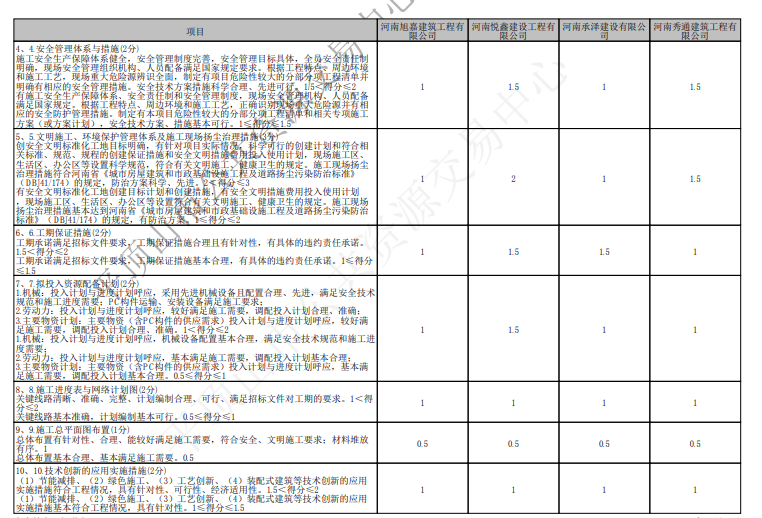 项目
河南旭嘉建筑工程有限公司
河南悦鑫建设工程有限公司
河南承泽建设有限公司
河南秀通建筑工程有限公司
4、4.安全管理体系与措施(2分)
施工安全生产保障体系健全，安全管理制度完善，安全管理目标具体，全员安全责任制
明确，现场安全管理组织机构、人员配备满足国家规定要求。根据工程特点、周边环境
和施工工艺，现场重大危险源辨识全面，制定有项目危险性较大的分部分项工程清单并
明确有相应的安全管理措施。安全技术方案措施科学合理、先进可行。1.5<得分≤2
有施工安全生产保障体系、安全责任制和安全管理制度，现场安全管理机构、人员配备
满足国家规定，根据工程特点、周边环境和施工工艺，正确识别现场重大危险源并有相
应的安全防护管理措施。制定有本项目危险性较大的分部分项工程清单和相关专项施工
方案（或方案计划），安全技术方案、措施基本可行。1≤得分≤1.5
1
1.5
1
1.5
5、5.文明施工、环境保护管理体系及施工现场扬尘治理措施(3分)
创安全文明标准化工地目标明确，有针对项目实际情况，科学可行的创建计划和符合相
关标准、规范、规程的创建保证措施和安全文明措施费用投入使用计划，现场施工区、
生活区、办公区等设置科学规范，符合有关文明施工、健康卫生的规定。施工现场扬尘
治理措施符合河南省《城市房屋建筑和市政基础设施工程及道路扬尘污染防治标准》
（DBJ41/174）的规定，防治方案科学、先进。2<得分≤3
有安全文明标准化工地创建目标计划和创建措施，有安全文明措施费用投入使用计划
，现场施工区、生活区、办公区等设置符合有关文明施工、健康卫生的规定。施工现场
扬尘治理措施基本达到河南省《城市房屋建筑和市政基础设施工程及道路扬尘污染防治
标准》（DBJ41/174）的规定，有防治方案。1≤得分≤2
1
2
1
1.5
6、6.工期保证措施(2分)
工期承诺满足招标文件要求，工期保证措施合理且有针对性，有具体的违约责任承诺。
1.5<得分≤2
工期承诺满足招标文件要求，工期保证措施基本合理，有具体的违约责任承诺。1≤得分
≤1.5
1
1.5
1.5
1
7、7.拟投入资源配备计划(2分)
1.机械：投入计划与进度计划呼应，采用先进机械设备且配置合理、先进，满足安全技术
规范和施工进度需要；PC构件运输、安装设备满足施工要求；
2.劳动力：投入计划与进度计划呼应，较好满足施工需要，调配投入计划合理、准确；
3.主要物资计划：主要物资（含PC构件的供应需求）投入计划与进度计划呼应，较好满
足施工需要，调配投入计划合理、准确。1<得分≤2
1.机械：投入计划与进度计划呼应，机械设备配置基本合理，满足安全技术规范和施工进
度需要；
2.劳动力：投入计划与进度计划呼应，基本满足施工需要，调配投入计划基本合理；
3.主要物资计划：主要物资（含PC构件的供应需求）投入计划与进度计划呼应，基本满
足施工需要，调配投入计划基本合理。0.5≤得分≤1
1
1.5
1
1
8、8.施工进度表与网络计划图(2分)
关键线路清晰、准确、完整、计划编制合理、可行、满足招标文件对工期的要求。1<得
分≤2
关键线路基本准确，计划编制基本可行。0.5≤得分≤1
1
1
1
1
9、9.施工总平面图布置(1分)
总体布置有针对性、合理、能较好满足施工需要，符合安全、文明施工要求；材料堆放
有序。1
总体布置基本合理、基本满足施工需要。0.5
0.5
0.5
0.5
0.5
10、10.技术创新的应用实施措施(2分)
（1）节能减排、（2）绿色施工、（3）工艺创新、（4）装配式建筑等技术创新的应用
实施措施符合工程情况，具有针对性、可行性、经济适用性。1.5<得分≤2
（1）节能减排、（2）绿色施工、（3）工艺创新、（4）装配式建筑等技术创新的应用
实施措施基本符合工程情况，具有针对性。1≤得分≤1.5
1
1
1
1